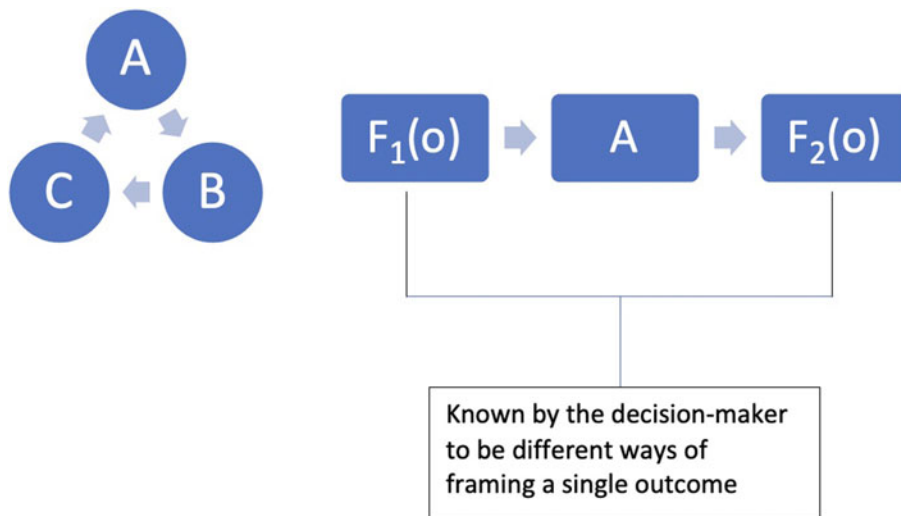 A
C
B
F₁(o)
A
F₂(o)
Known by the decision-maker
to be different ways of
framing a single outcome